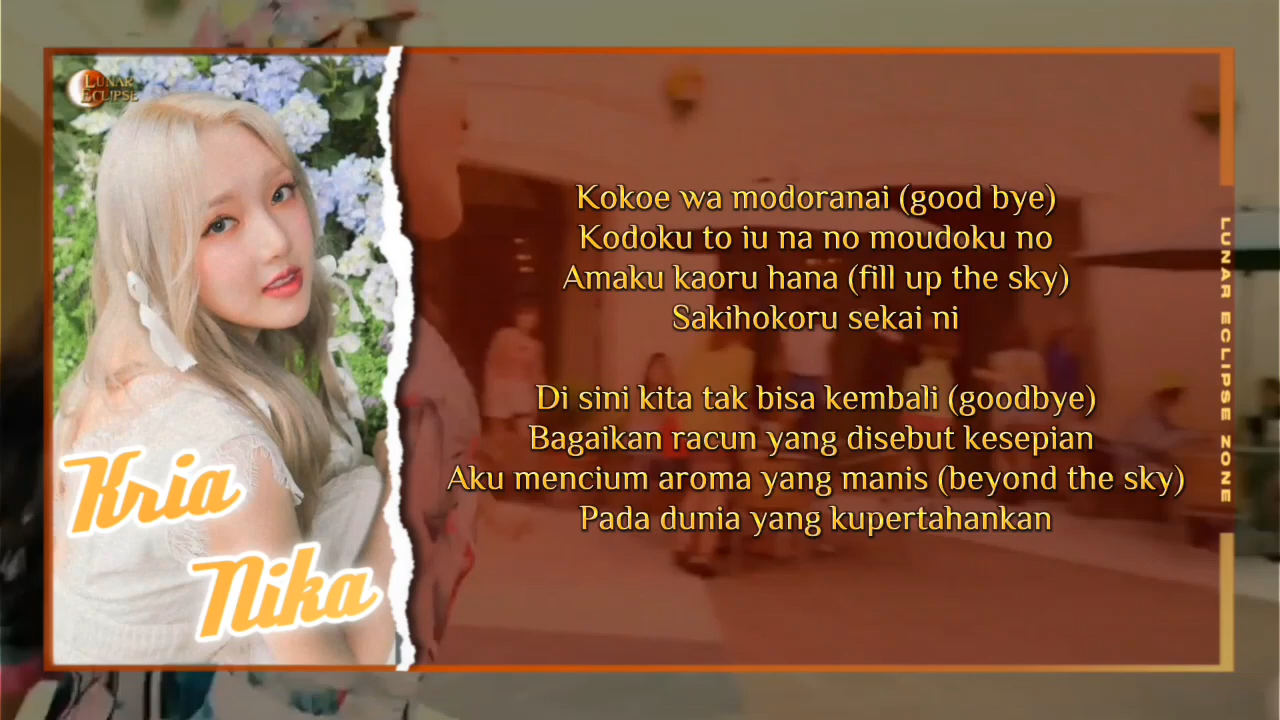 LUNAR
ECLIPSE
Kria
Nika
Kokoe wa modoranai (good bye)
Kodoku to iu na no moudoku no
Amaku kaoru hana (fill up the sky)
Sakihokoru sekai ni
Di sini kita tak bisa kembali (goodbye)
Bagaikan racun yang disebut kesepian
Aku mencium aroma yang manis (beyond the sky)
Pada dunia yang kupertahankan
LUNAR ECLIPSE ZONE